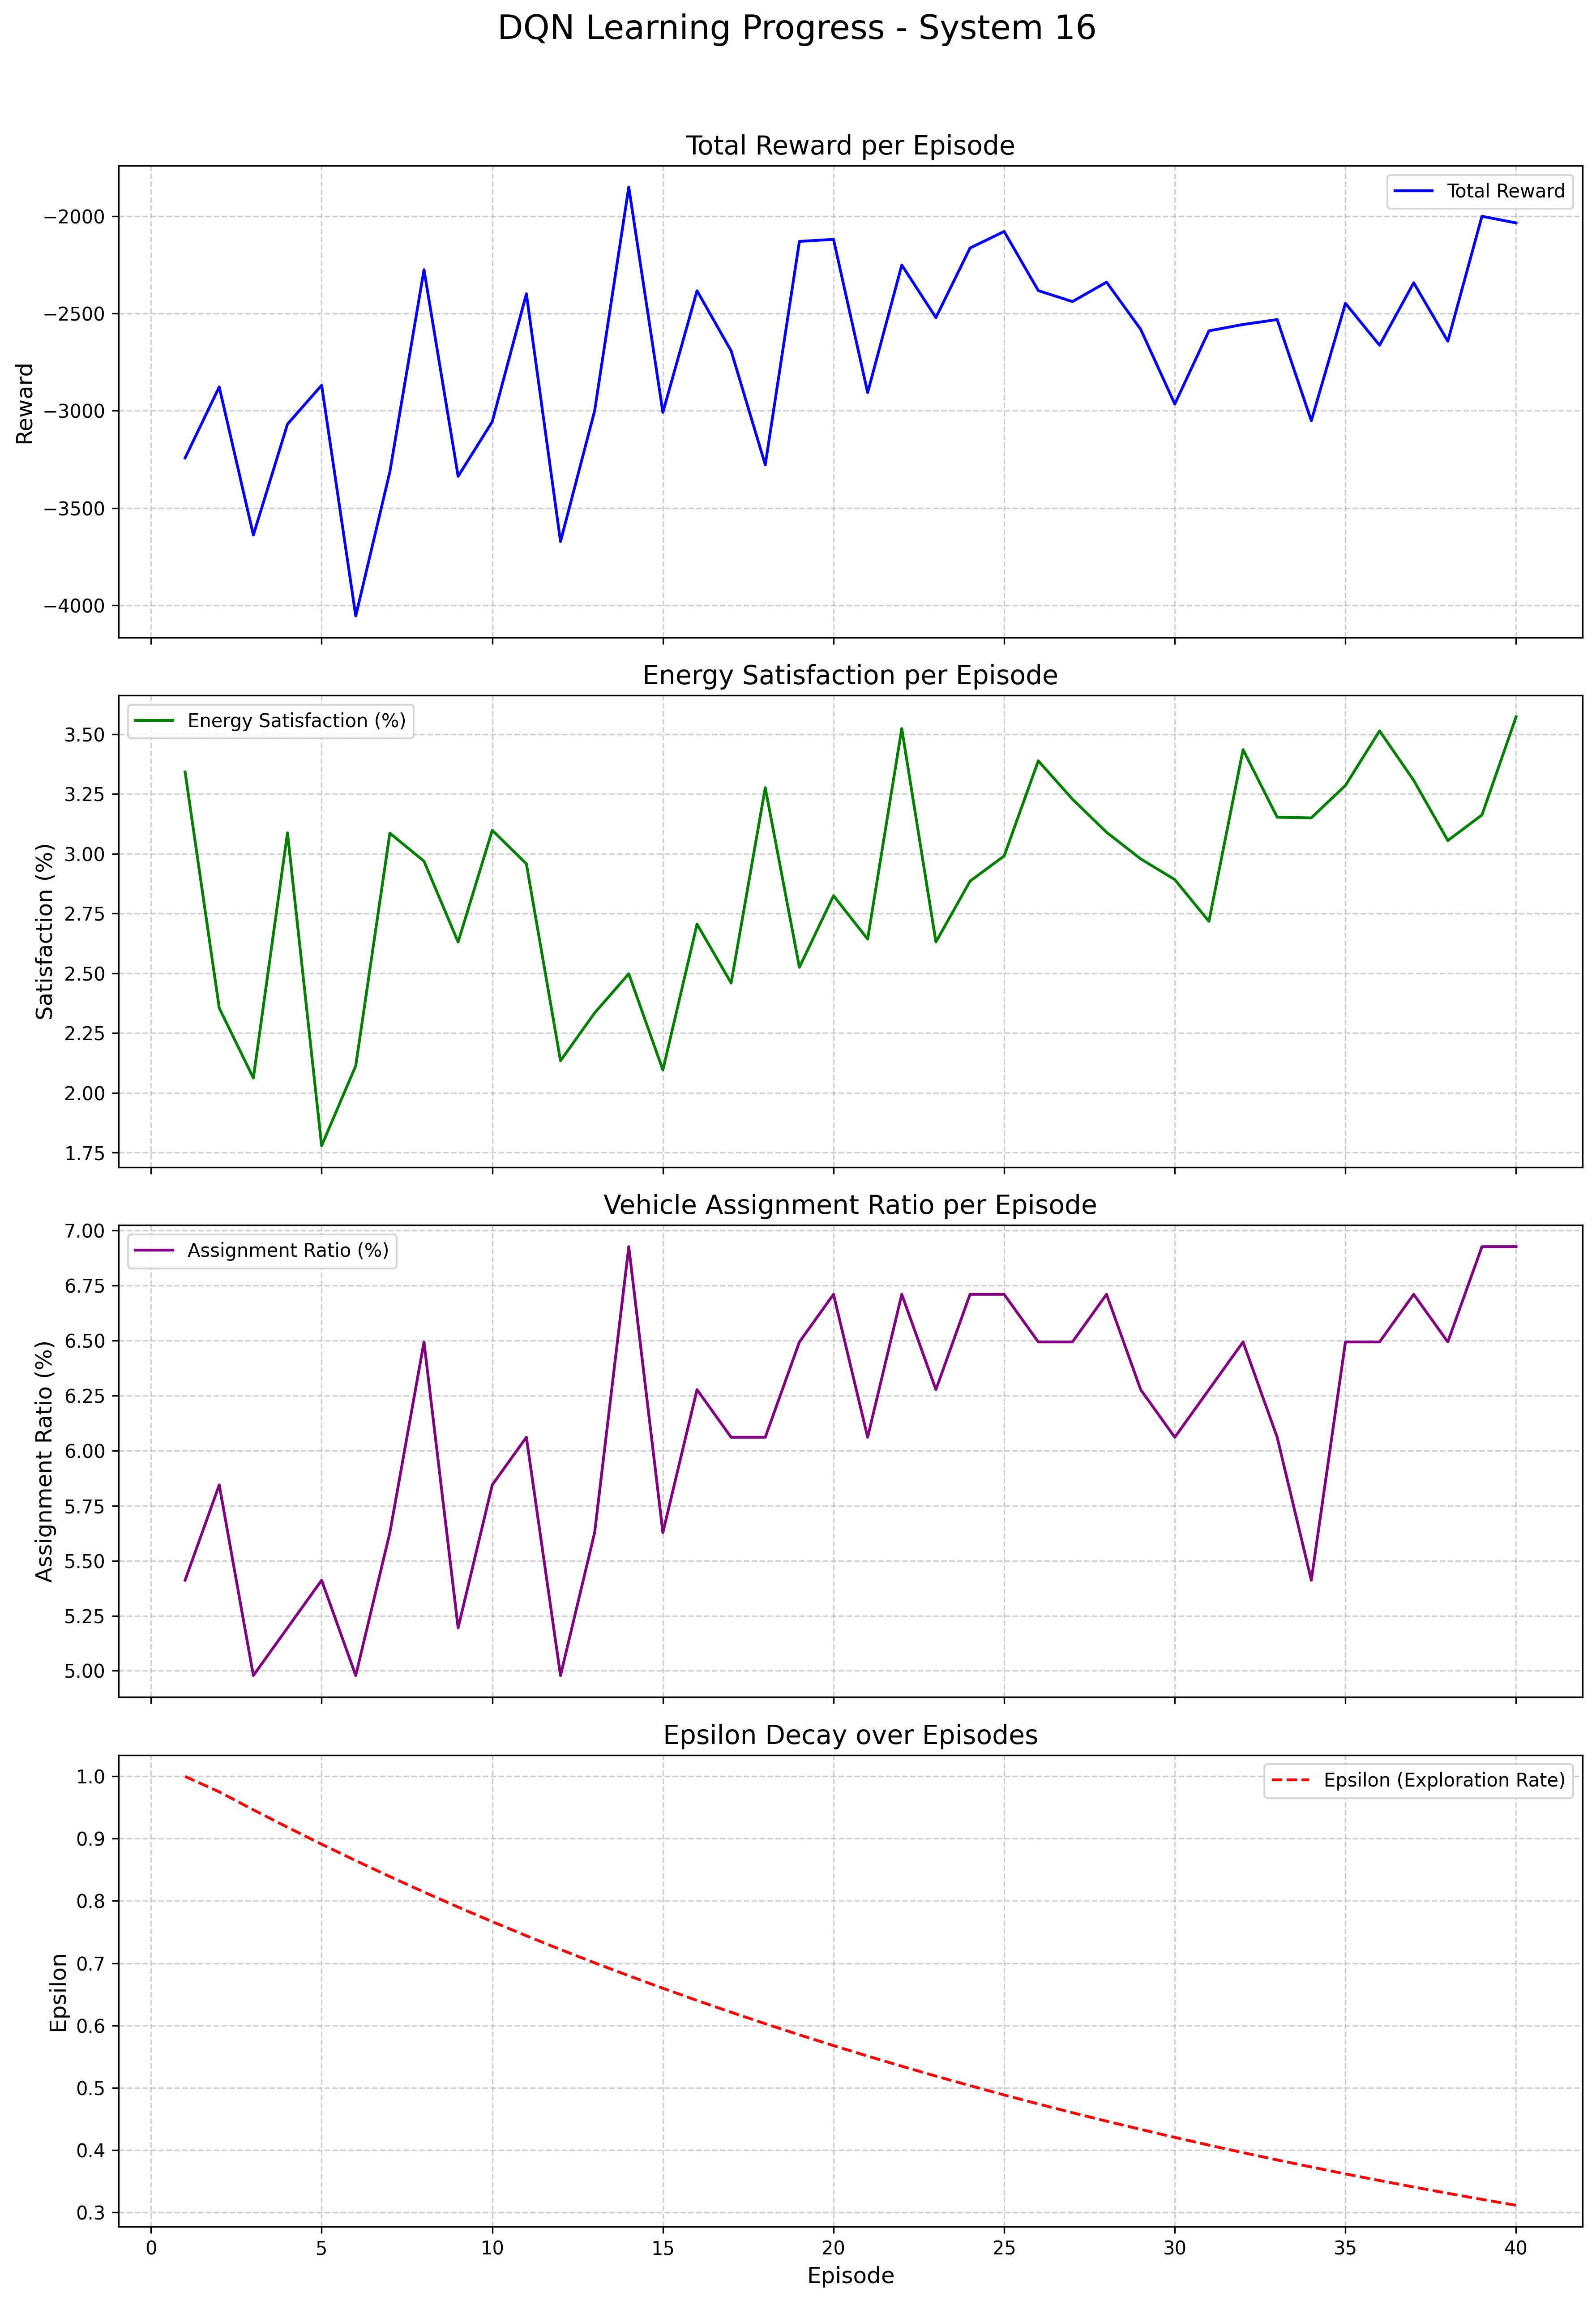 DQN Learning Progress - System 16
Total Reward per Episode
Total Reward
−2000
−2500
−3000
−3500
−4000
Reward
Energy Satisfaction per Episode
Energy Satisfaction (%)
3.50
3.25
3.00
2.75
2.50
2.25
2.00
1.75
Satisfaction (%)
Vehicle Assignment Ratio per Episode
Assignment Ratio (%)
7.00
6.75
6.50
6.25
6.00
5.75
5.50
5.25
5.00
Assignment Ratio (%)
Epsilon Decay over Episodes
Epsilon (Exploration Rate)
1.0
0.9
0.8
0.7
0.6
0.5
0.4
0.3
Epsilon
0 5 10 15 20 25 30 35 40
Episode